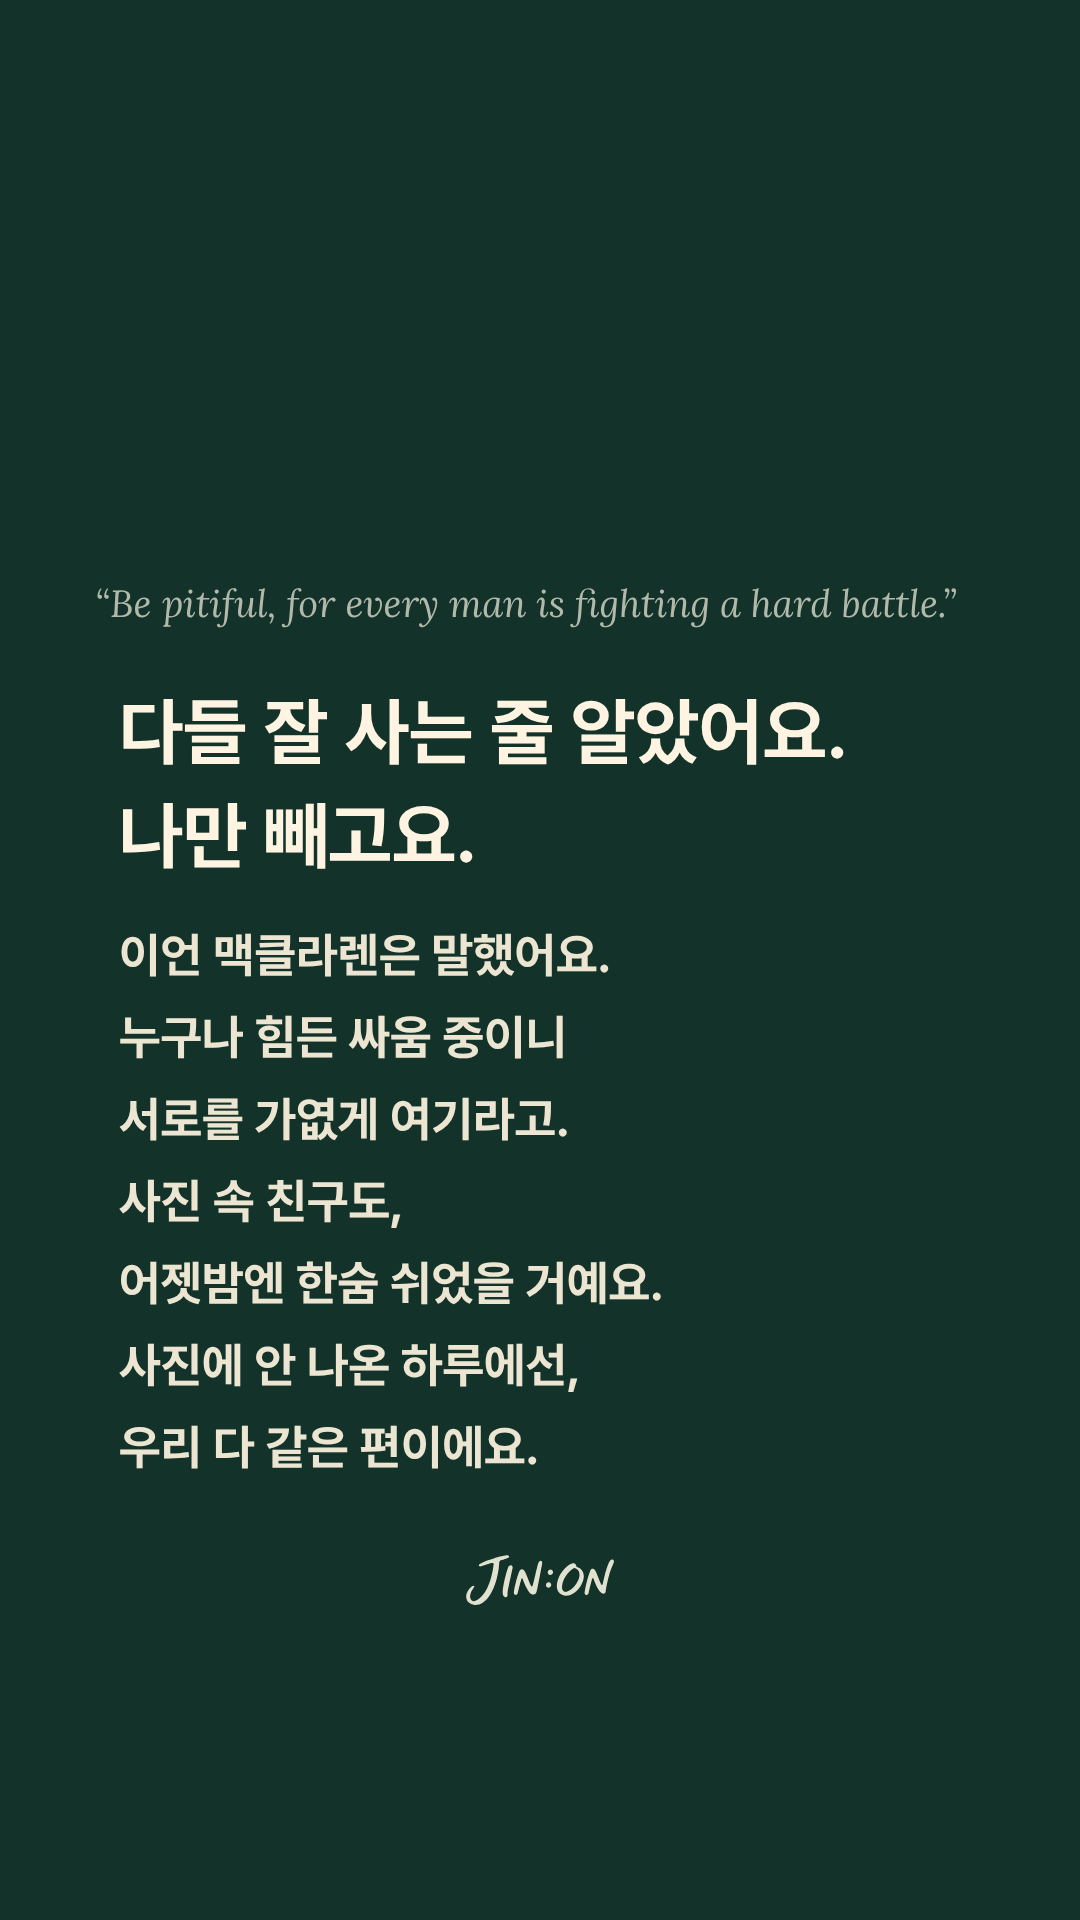 “Be pitiful, for every man is fighting a hard battle.”
다들 잘 사는 줄 알았어요.
나만 빼고요.
이언 맥클라렌은 말했어요.
누구나 힘든 싸움 중이니
서로를 가엾게 여기라고.
사진 속 친구도,
어젯밤엔 한숨 쉬었을 거예요.
사진에 안 나온 하루에선,
우리 다 같은 편이에요.
JIN:ON